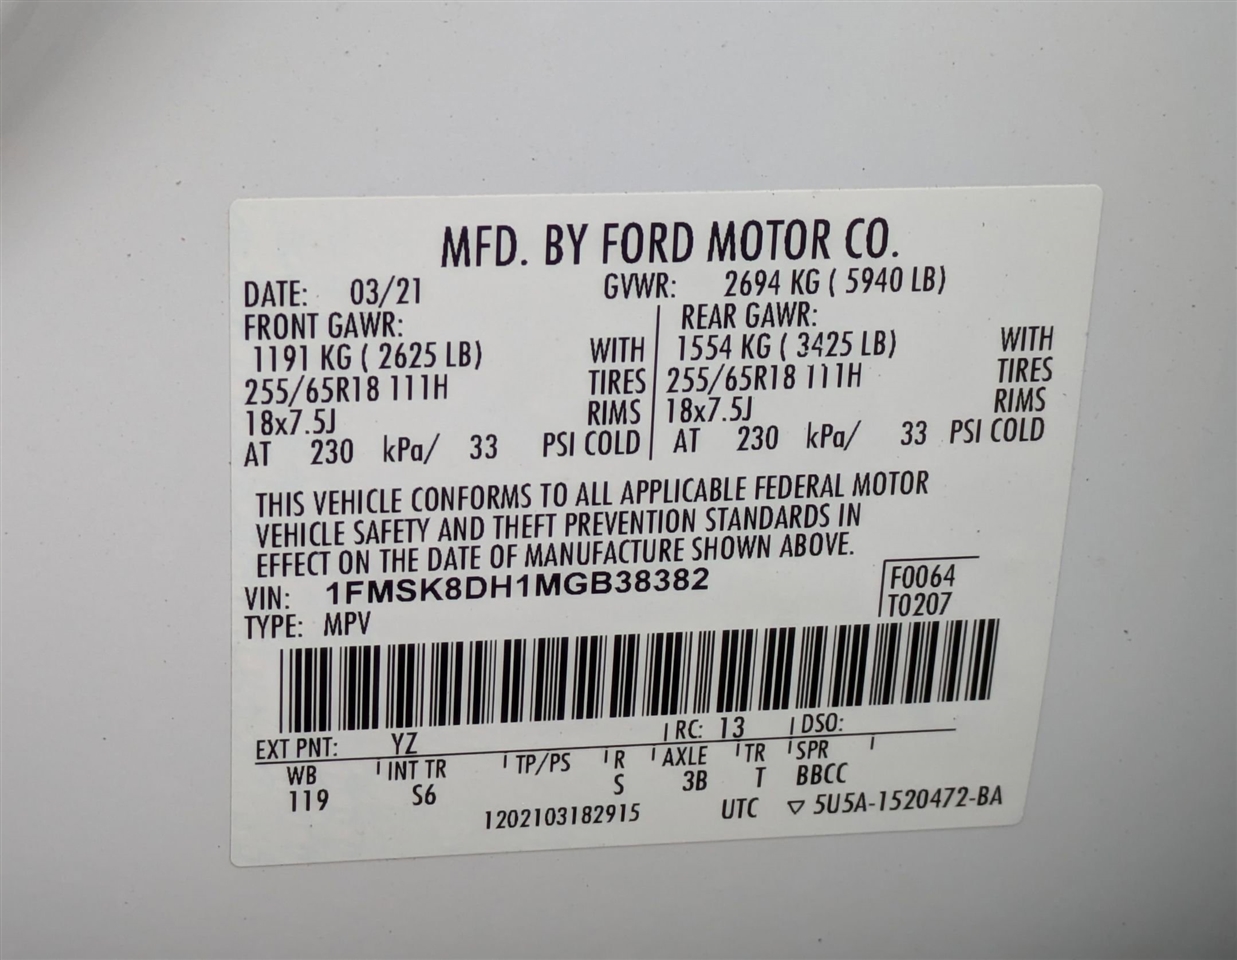 MFD. BY FORD MOTOR CO.
DATE: 03/21 GVWR: 2694 KG ( 5940 LB)
FRONT GAWR: REAR GAWR:
1191 KG ( 2625 LB) WITH 1554 KG ( 3425 LB) WITH
255/65R18 111H TIRES 255/65R18 111H TIRES
18x7.5J RIMS 18x7.5J RIMS
AT 230 kPa/ 33 PSI COLD AT 230 kPa/ 33 PSI COLD
THIS VEHICLE CONFORMS TO ALL APPLICABLE FEDERAL MOTOR
VEHICLE SAFETY AND THEFT PREVENTION STANDARDS IN
EFFECT ON THE DATE OF MANUFACTURE SHOWN ABOVE.
VIN: 1FMSK8DH1MGB38382 F0064
TYPE: MPV T0207
EXT PNT: YZ RC: 13 DSO:
WB INT TR TP/PS R AXLE TR SPR
119 S6 S 3B T BBCC
1202103182915 UTC ▽ 5U5A-1520472-BA